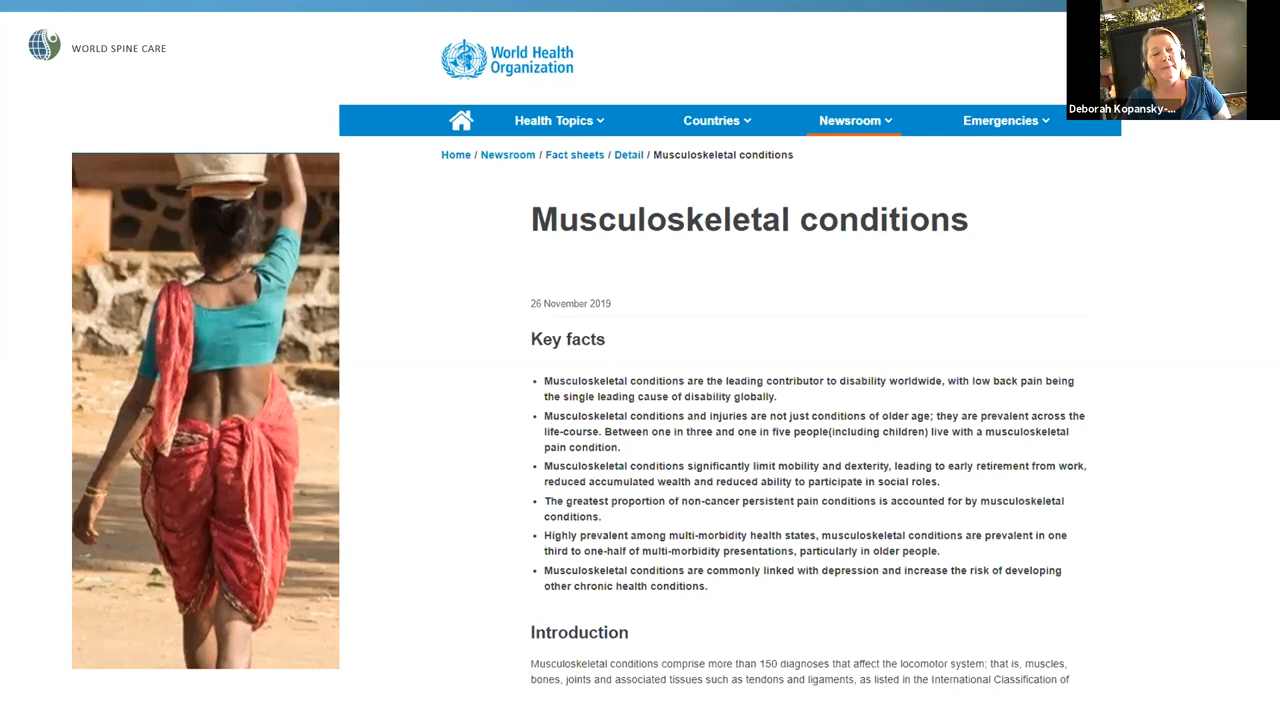 WORLD SPINE CARE
World Health
Organization
Deborah Kopansky-...
Health Topics
Countries
Newsroom
Emergencies
Home / Newsroom / Fact sheets / Detail / Musculoskeletal conditions
Musculoskeletal conditions
26 November 2019
Key facts
• Musculoskeletal conditions are the leading contributor to disability worldwide, with low back pain being
the single leading cause of disability globally.
• Musculoskeletal conditions and injuries are not just conditions of older age; they are prevalent across the
life-course. Between one in three and one in five people(including children) live with a musculoskeletal
pain condition.
• Musculoskeletal conditions significantly limit mobility and dexterity, leading to early retirement from work,
reduced accumulated wealth and reduced ability to participate in social roles.
• The greatest proportion of non-cancer persistent pain conditions is accounted for by musculoskeletal
conditions.
• Highly prevalent among multi-morbidity health states, musculoskeletal conditions are prevalent in one
third to one-half of multi-morbidity presentations, particularly in older people.
• Musculoskeletal conditions are commonly linked with depression and increase the risk of developing
other chronic health conditions.
Introduction
Musculoskeletal conditions comprise more than 150 diagnoses that affect the locomotor system; that is, muscles,
bones, joints and associated tissues such as tendons and ligaments, as listed in the International Classification of